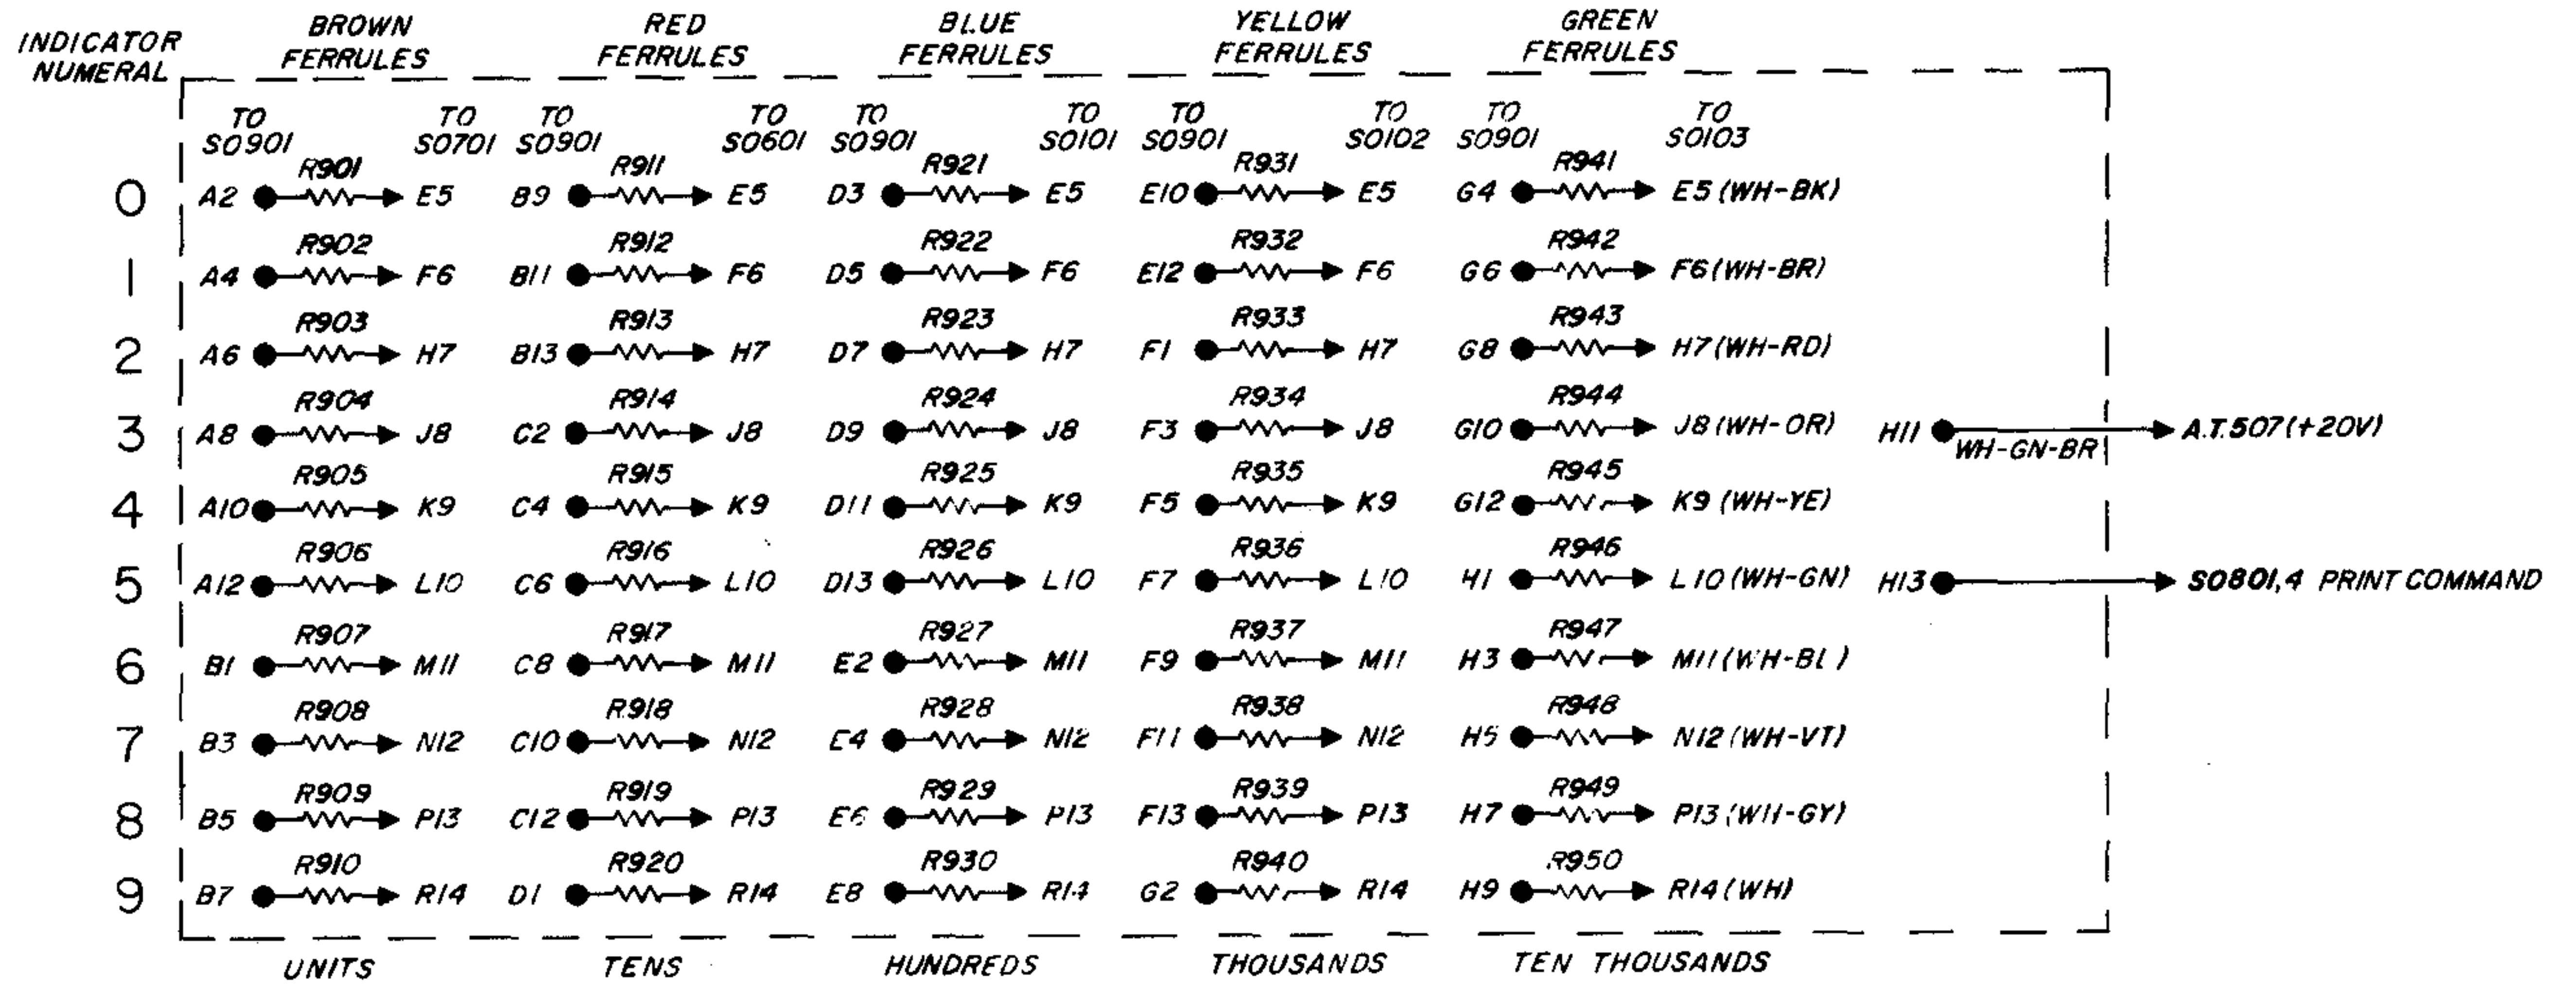 INDICATOR NUMERAL
BROWN FERRULES
RED FERRULES
BLUE FERRULES
YELLOW FERRULES
GREEN FERRULES
TO SO901 TO SO701 TO SO901 TO SO601 TO SO901 TO SO101 TO SO901 TO SO102 TO SO901 TO SO103
R901 R911 R921 R931 R941
0 A2 E5 B9 E5 D3 E5 E10 E5 G4 E5 (WH-BK)
R902 R912 R922 R932 R942
1 A4 F6 B11 F6 D5 F6 E12 F6 G6 F6 (WH-BR)
R903 R913 R923 R933 R943
2 A6 H7 B13 H7 D7 H7 F1 H7 G8 H7 (WH-RD)
R904 R914 R924 R934 R944
3 A8 J8 C2 J8 D9 J8 F3 J8 G10 J8 (WH-OR) H11 WH-GN-BR A.T.507 (+20V)
R905 R915 R925 R935 R945
4 A10 K9 C4 K9 D11 K9 F5 K9 G12 K9 (WH-YE)
R906 R916 R926 R936 R946
5 A12 L10 C6 L10 D13 L10 F7 L10 H1 L10 (WH-GN) H13 SO801,4 PRINT COMMAND
R907 R917 R927 R937 R947
6 B1 M11 C8 M11 E2 M11 F9 M11 H3 M11 (WH-BL)
R908 R918 R928 R938 R948
7 B3 N12 C10 N12 E4 N12 F11 N12 H5 N12 (WH-VT)
R909 R919 R929 R939 R949
8 B5 P13 C12 P13 E6 P13 F13 P13 H7 P13 (WH-GY)
R910 R920 R930 R940 R950
9 B7 R14 D1 R14 E8 R14 G2 R14 H9 R14 (WH)
UNITS TENS HUNDREDS THOUSANDS TEN THOUSANDS